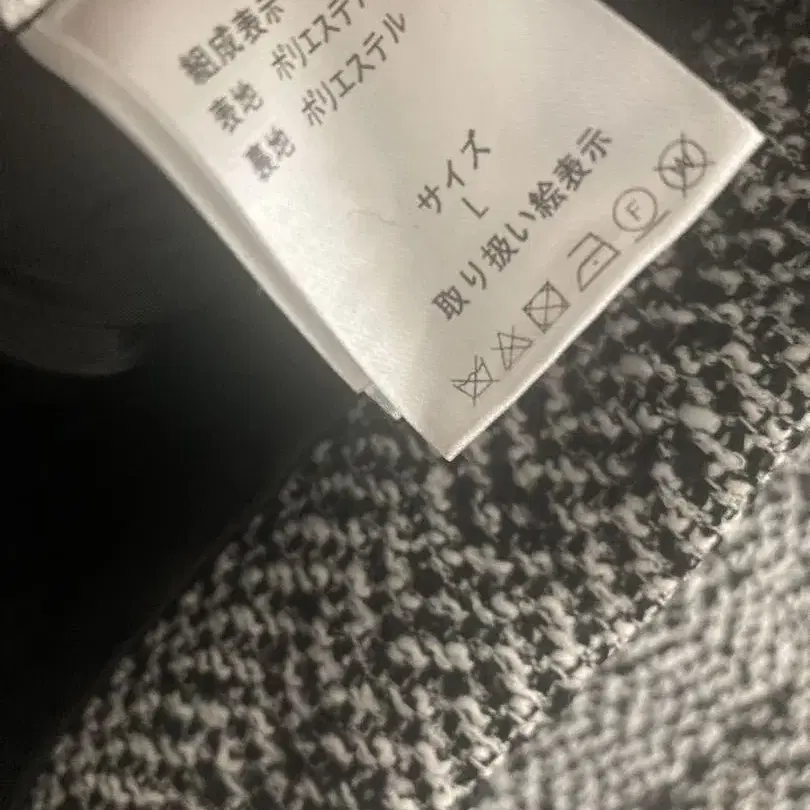 組成表示
表地 ポリエステル
裏地 ポリエステル
サイズ
L
取り扱い絵表示
F W